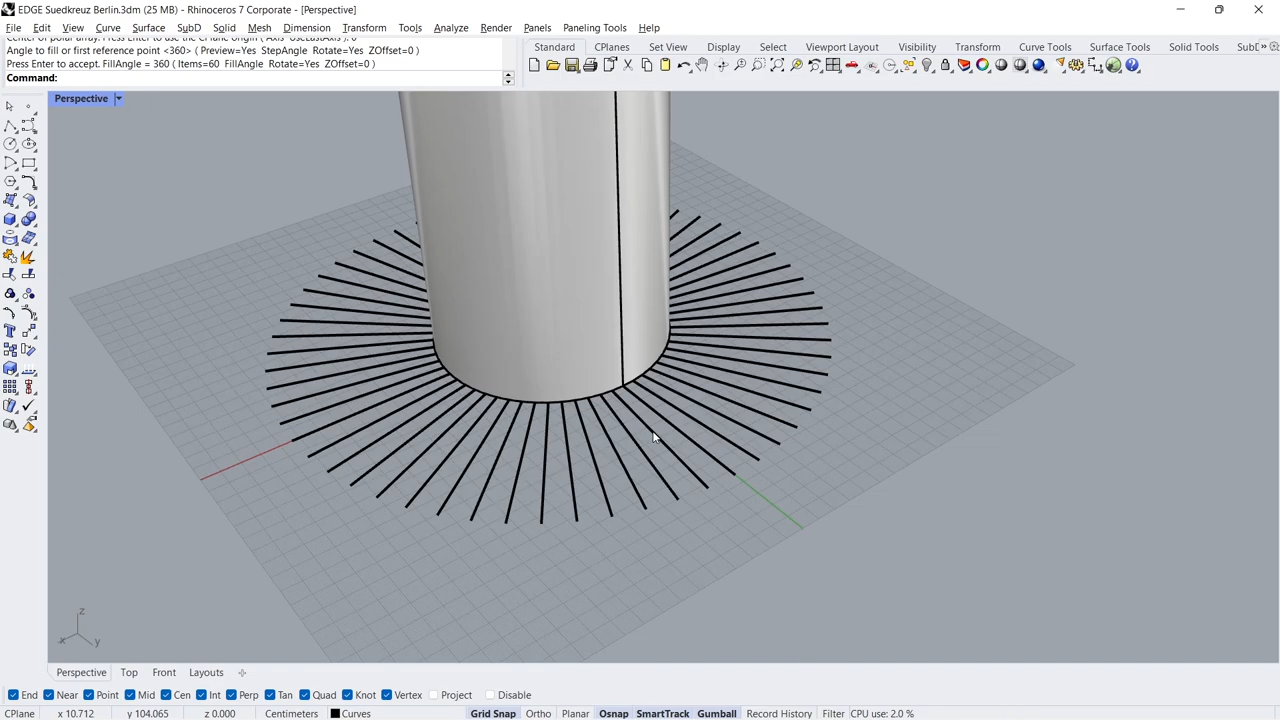 EDGE Suedkreuz Berlin.3dm (25 MB) - Rhinoceros 7 Corporate - [Perspective]
File Edit View Curve Surface SubD Solid Mesh Dimension Transform Tools Analyze Render Panels Paneling Tools Help
Angle to fill or first reference point <360> ( Preview=Yes StepAngle Rotate=Yes ZOffset=0 )
Press Enter to accept. FillAngle = 360 ( Items=60 FillAngle Rotate=Yes ZOffset=0 )
Command:
Standard CPlanes Set View Display Select Viewport Layout Visibility Transform Curve Tools Surface Tools Solid Tools SubD
Perspective
z
x y
Perspective Top Front Layouts
End Near Point Mid Cen Int Perp Tan Quad Knot Vertex Project Disable
CPlane x 10.712 y 104.065 z 0.000 Centimeters Curves Grid Snap Ortho Planar Osnap SmartTrack Gumball Record History Filter CPU use: 2.0 %